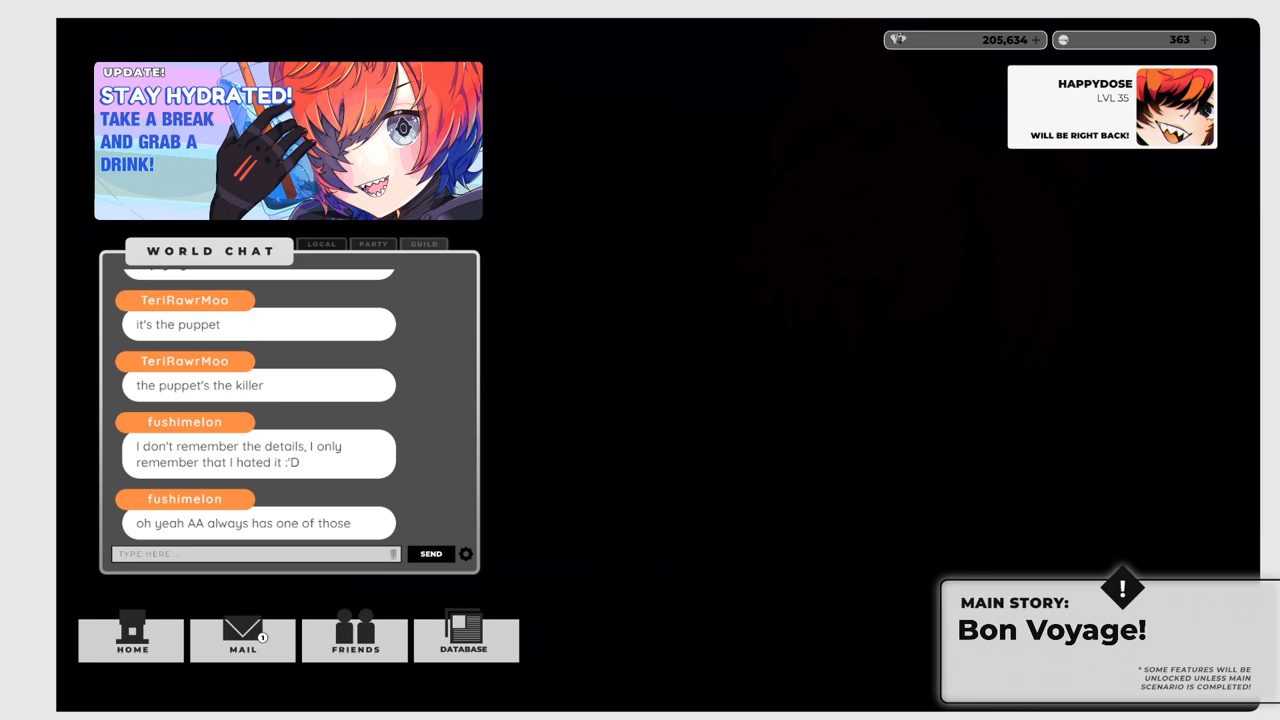 205,634 +
363 +
UPDATE!
STAY HYDRATED!
TAKE A BREAK
AND GRAB A
DRINK!
HAPPYDOSE
LVL 35
WILL BE RIGHT BACK!
WORLD CHAT
LOCAL
PARTY
GUILD
TeriRawrMoo
it's the puppet
TeriRawrMoo
the puppet's the killer
fushimelon
I don't remember the details, I only
remember that I hated it :'D
fushimelon
oh yeah AA always has one of those
TYPE HERE...
SEND
HOME
MAIL
1
FRIENDS
DATABASE
!
MAIN STORY:
Bon Voyage!
* SOME FEATURES WILL BE
UNLOCKED UNLESS MAIN
SCENARIO IS COMPLETED!